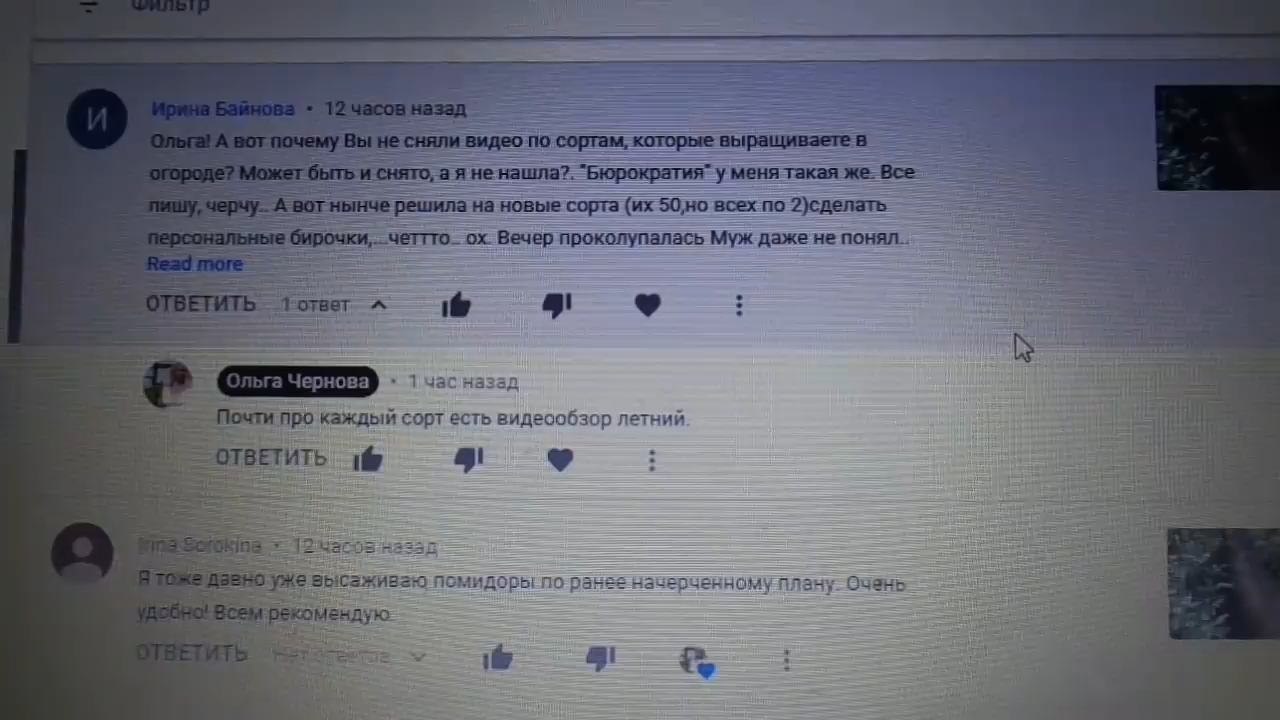 Фильтр
И
Ирина Байнова • 12 часов назад
Ольга! А вот почему Вы не сняли видео по сортам, которые выращиваете в
огороде? Может быть и снято, а я не нашла?. "Бюрократия" у меня такая же. Все
пишу, черчу.. А вот нынче решила на новые сорта (их 50,но всех по 2)сделать
персональные бирочки,...четтто.. ох. Вечер проколупалась Муж даже не понял..
Read more
ОТВЕТИТЬ 1 ответ
Ольга Чернова • 1 час назад
Почти про каждый сорт есть видеообзор летний.
ОТВЕТИТЬ
Irina Sorokina • 12 часов назад
Я тоже давно уже высаживаю помидоры по ранее начерченному плану. Очень
удобно! Всем рекомендую.
ОТВЕТИТЬ Нет ответов